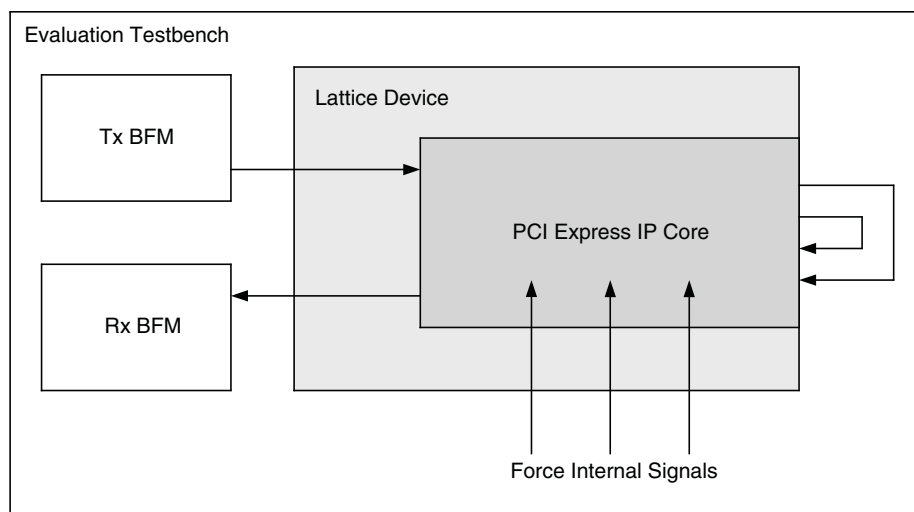 Evaluation Testbench
Lattice Device
Tx BFM
PCI Express IP Core
Rx BFM
Force Internal Signals